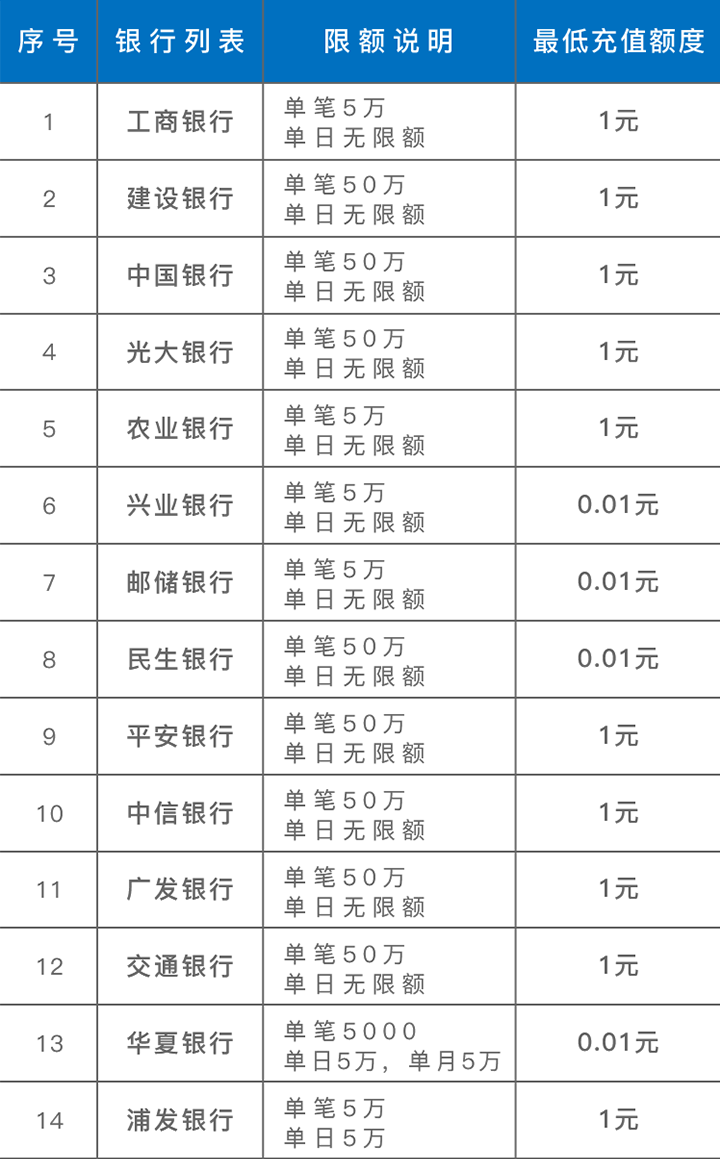 序号 银行列表 限额说明 最低充值额度
1 工商银行 单笔5万 1元
单日无限额
2 建设银行 单笔50万 1元
单日无限额
3 中国银行 单笔50万 1元
单日无限额
4 光大银行 单笔50万 1元
单日无限额
5 农业银行 单笔5万 1元
单日无限额
6 兴业银行 单笔5万 0.01元
单日无限额
7 邮储银行 单笔5万 0.01元
单日无限额
8 民生银行 单笔50万 0.01元
单日无限额
9 平安银行 单笔50万 1元
单日无限额
10 中信银行 单笔50万 1元
单日无限额
11 广发银行 单笔50万 1元
单日无限额
12 交通银行 单笔50万 1元
单日无限额
13 华夏银行 单笔5000 0.01元
单日5万，单月5万
14 浦发银行 单笔5万 1元
单日5万